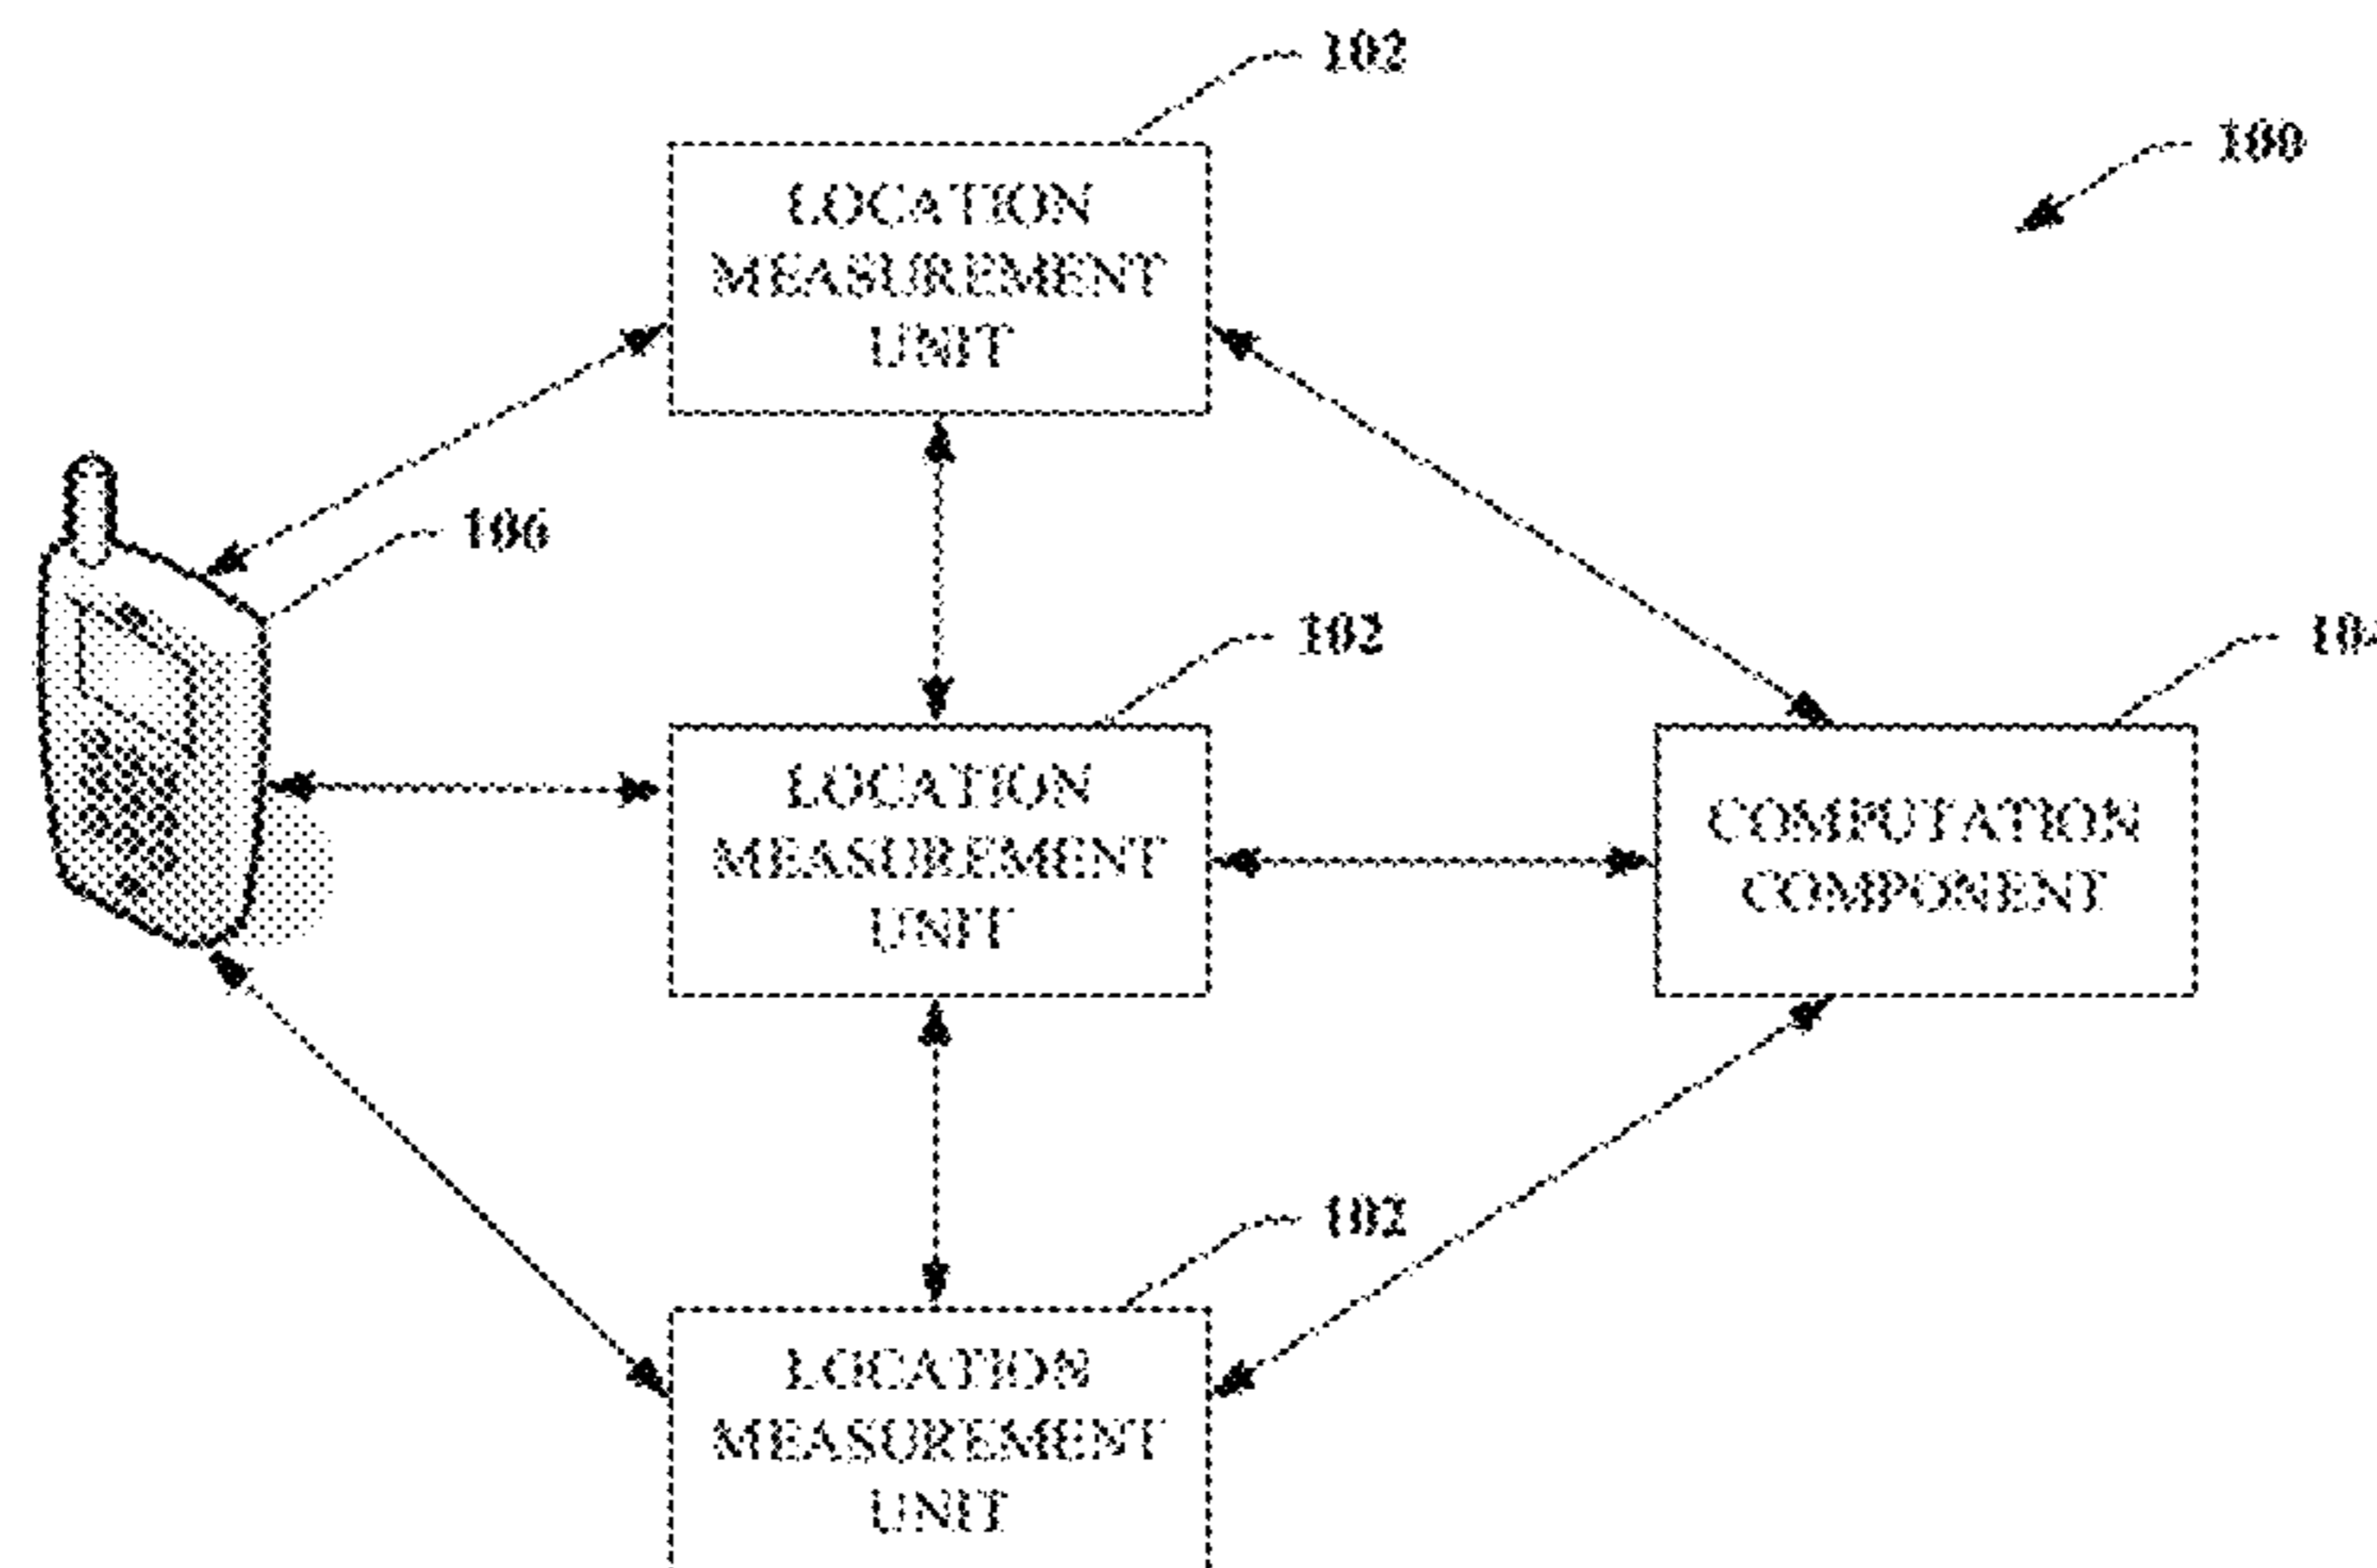 102
100
LOCATION
MEASUREMENT
UNIT
106
102
LOCATION
MEASUREMENT
UNIT
COMPUTATION
COMPONENT
102
LOCATION
MEASUREMENT
UNIT